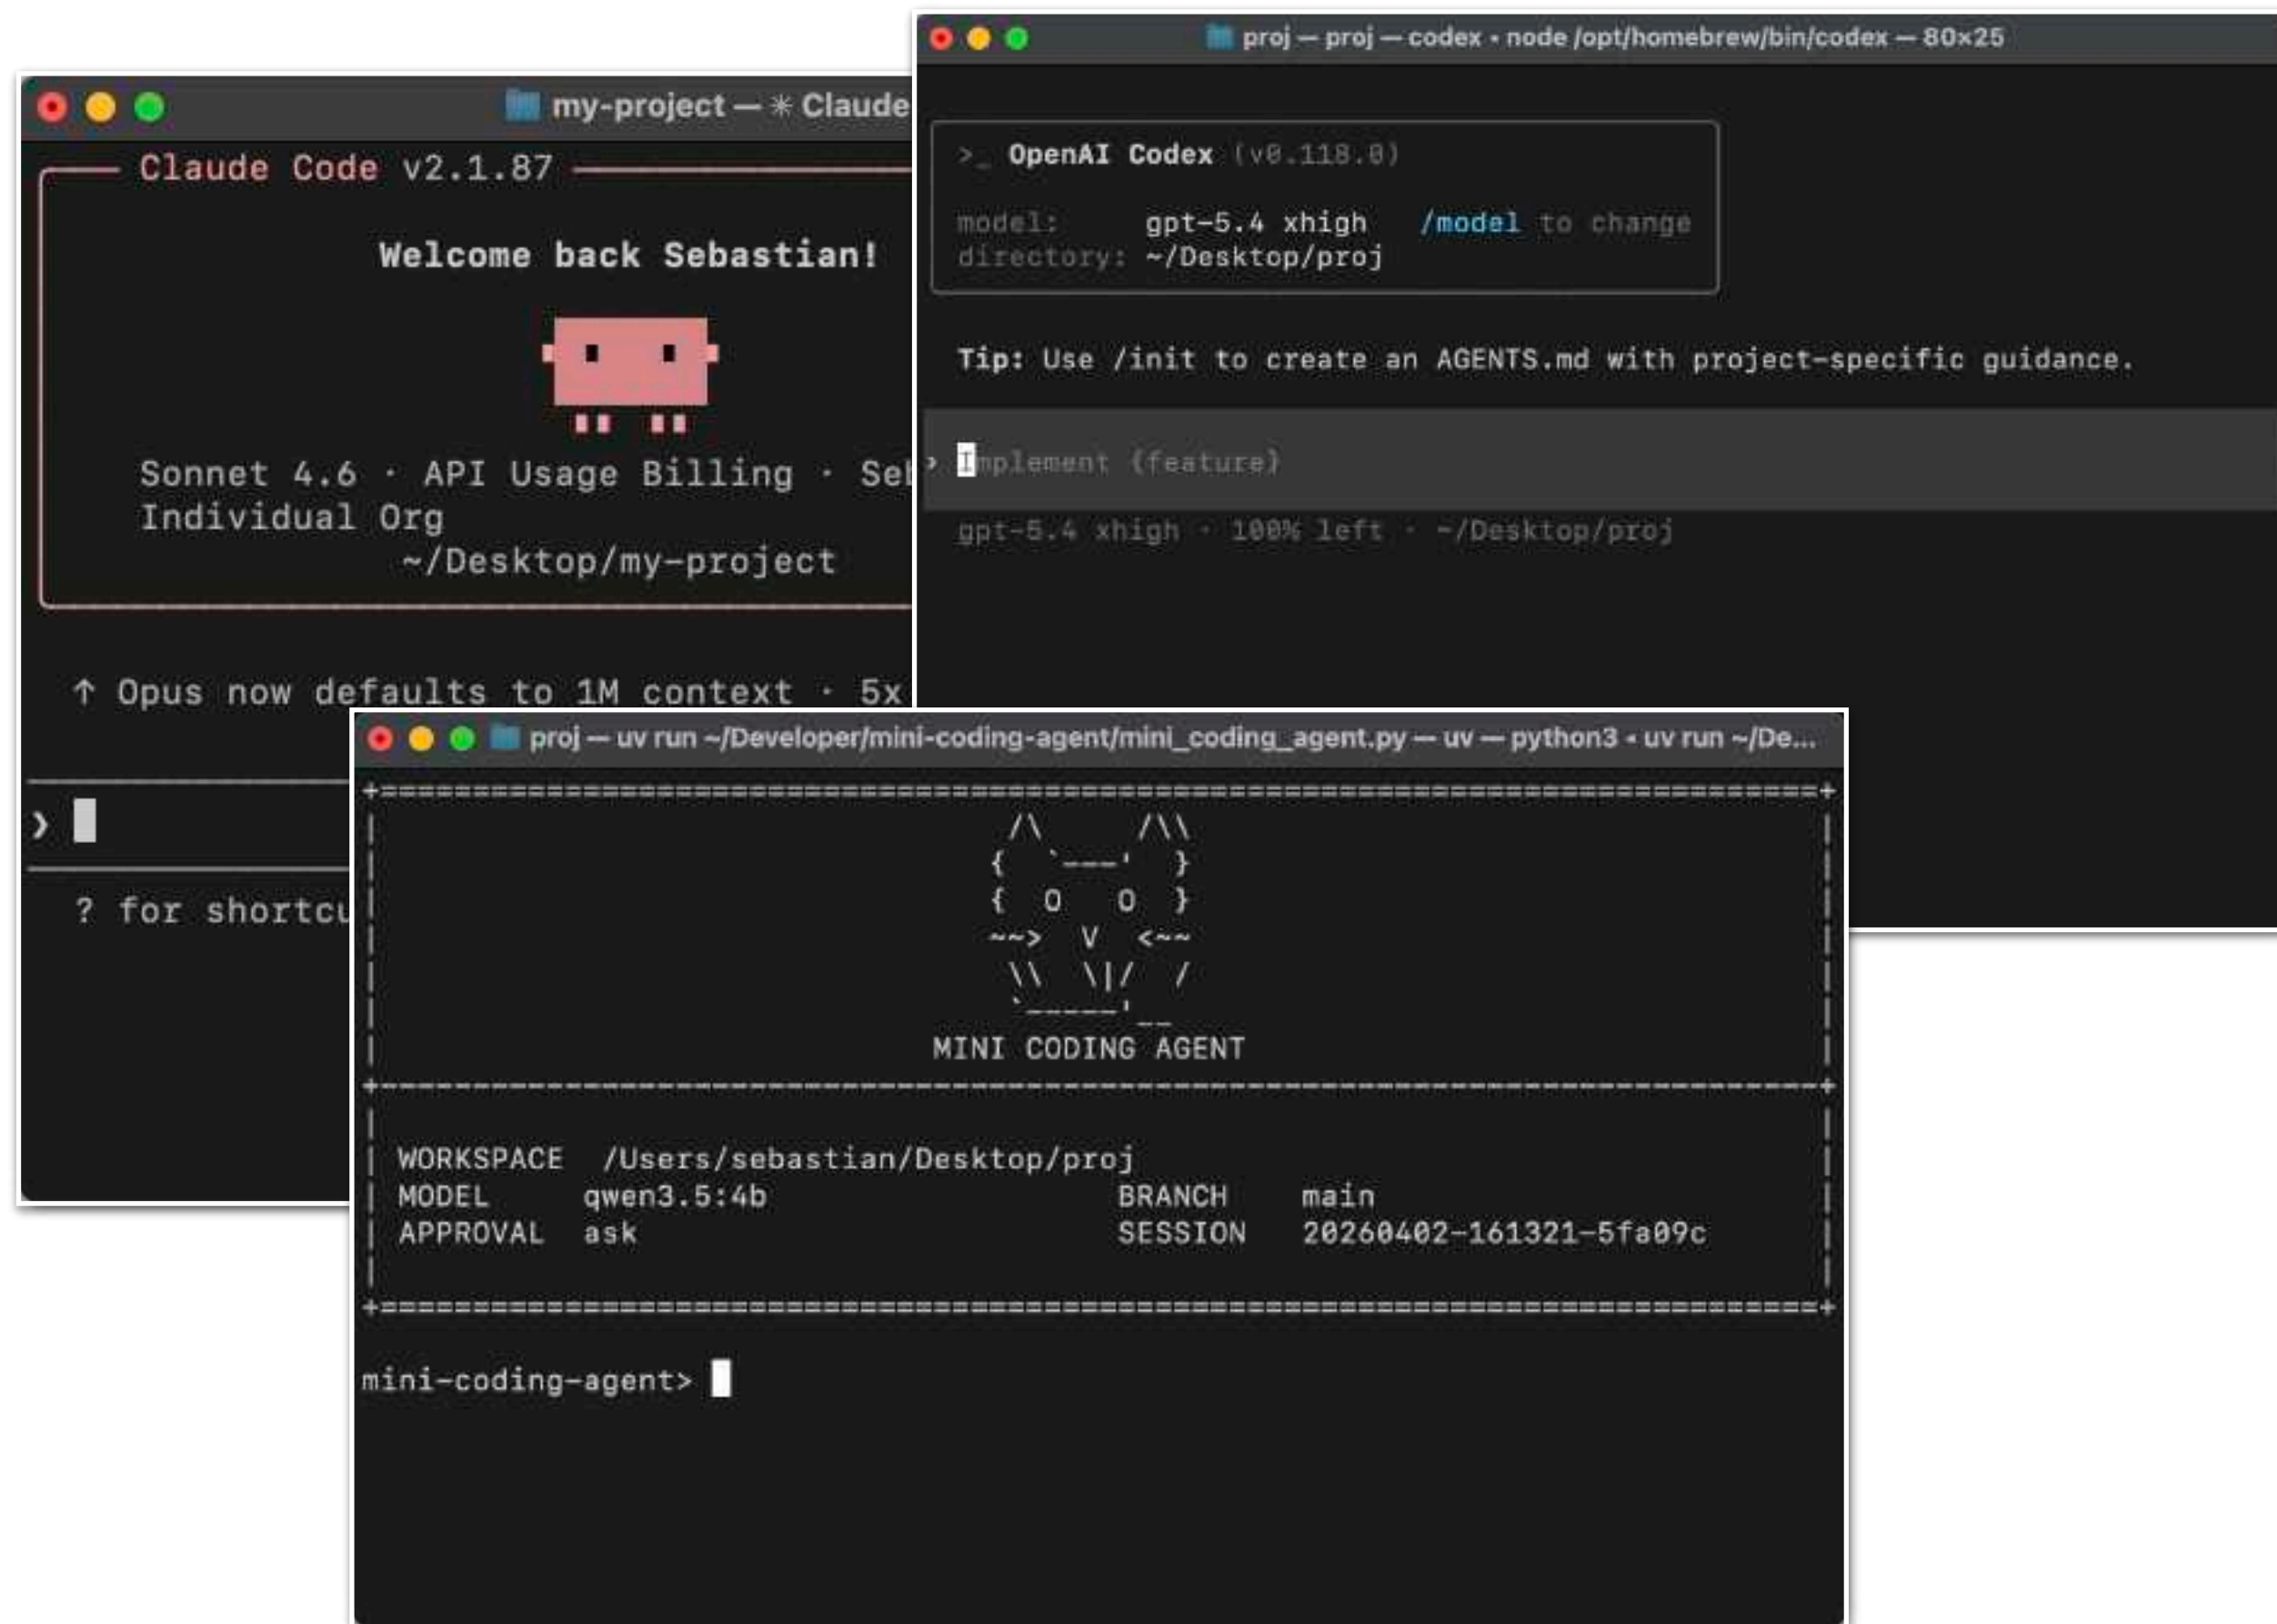 my-project — ✳ Claude
Claude Code v2.1.87
Welcome back Sebastian!
Sonnet 4.6 · API Usage Billing · Seb
Individual Org
~/Desktop/my-project
↑ Opus now defaults to 1M context · 5x
❯
? for shortcu
proj — proj — codex • node /opt/homebrew/bin/codex — 80×25
>_ OpenAI Codex (v0.118.0)
model: gpt-5.4 xhigh /model to change
directory: ~/Desktop/proj
Tip: Use /init to create an AGENTS.md with project-specific guidance.
› Implement {feature}
gpt-5.4 xhigh · 100% left · ~/Desktop/proj
proj — uv run ~/Developer/mini-coding-agent/mini_coding_agent.py — uv — python3 • uv run ~/De...
MINI CODING AGENT
WORKSPACE /Users/sebastian/Desktop/proj
MODEL qwen3.5:4b BRANCH main
APPROVAL ask SESSION 20260402-161321-5fa09c
mini-coding-agent>